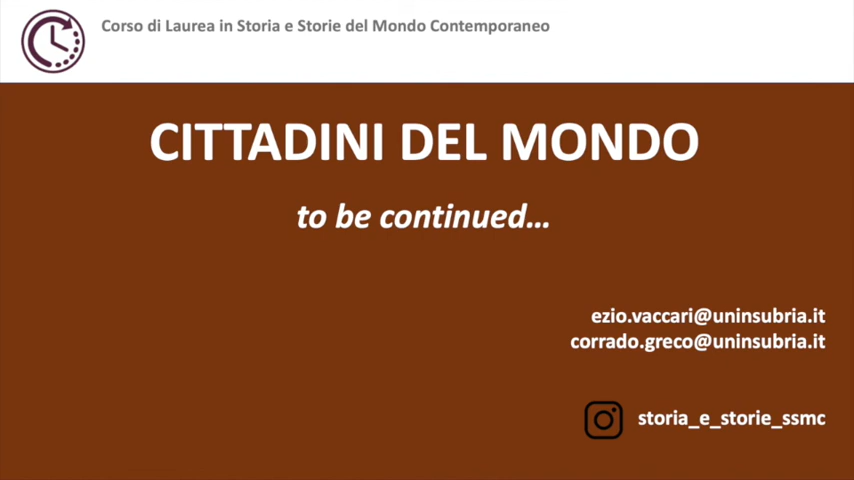 Corso di Laurea in Storia e Storie del Mondo Contemporaneo
CITTADINI DEL MONDO
to be continued…
ezio.vaccari@uninsubria.it
corrado.greco@uninsubria.it
storia_e_storie_ssmc